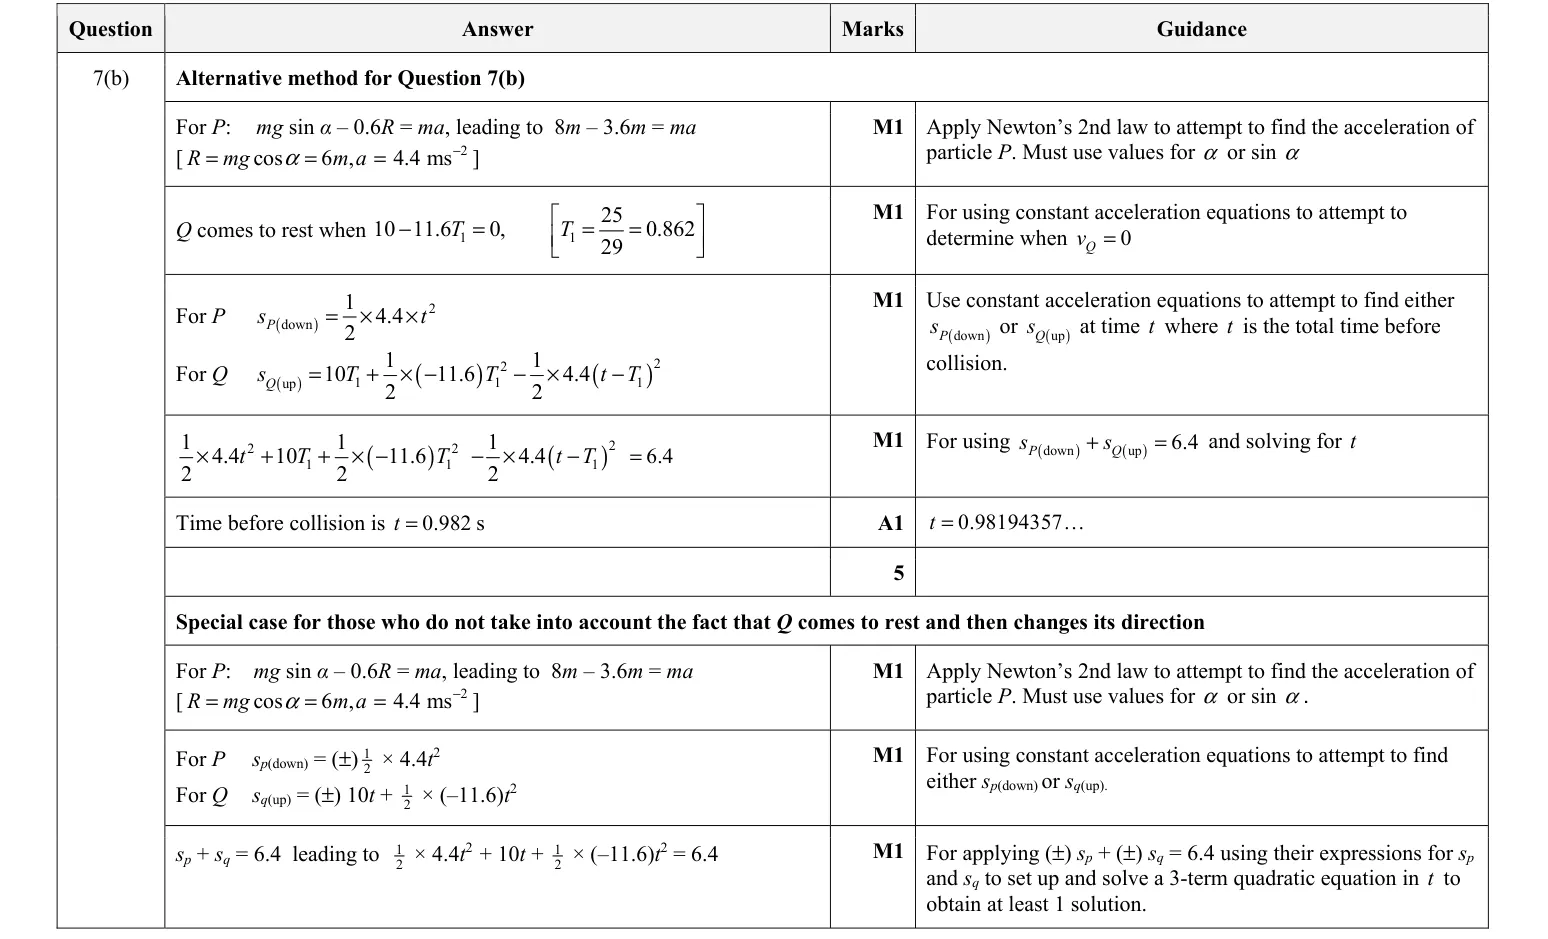 Question Answer Marks Guidance
7(b) Alternative method for Question 7(b)
For P: mg sin α – 0.6R = ma, leading to 8m – 3.6m = ma
[ R = mg cos α = 6m, a = 4.4 ms⁻² ]
M1
Apply Newton’s 2nd law to attempt to find the acceleration of
particle P. Must use values for α or sin α
Q comes to rest when 10 − 11.6T₁ = 0, [ T₁ = 25/29 = 0.862 ]
M1
For using constant acceleration equations to attempt to
determine when v_Q = 0
For P s_P(down) = 1/2 × 4.4 × t²
For Q s_Q(up) = 10T₁ + 1/2 × (−11.6)T₁² − 1/2 × 4.4(t − T₁)²
M1
Use constant acceleration equations to attempt to find either
s_P(down) or s_Q(up) at time t where t is the total time before
collision.
1/2 × 4.4t² + 10T₁ + 1/2 × (−11.6)T₁² − 1/2 × 4.4(t − T₁)² = 6.4
M1
For using s_P(down) + s_Q(up) = 6.4 and solving for t
Time before collision is t = 0.982 s
A1
t = 0.98194357…
5
Special case for those who do not take into account the fact that Q comes to rest and then changes its direction
For P: mg sin α – 0.6R = ma, leading to 8m – 3.6m = ma
[ R = mg cos α = 6m, a = 4.4 ms⁻² ]
M1
Apply Newton’s 2nd law to attempt to find the acceleration of
particle P. Must use values for α or sin α .
For P s_p(down) = (±) 1/2 × 4.4t²
For Q s_q(up) = (±) 10t + 1/2 × (–11.6)t²
M1
For using constant acceleration equations to attempt to find
either s_p(down) or s_q(up).
s_p + s_q = 6.4 leading to 1/2 × 4.4t² + 10t + 1/2 × (–11.6)t² = 6.4
M1
For applying (±) s_p + (±) s_q = 6.4 using their expressions for s_p
and s_q to set up and solve a 3-term quadratic equation in t to
obtain at least 1 solution.